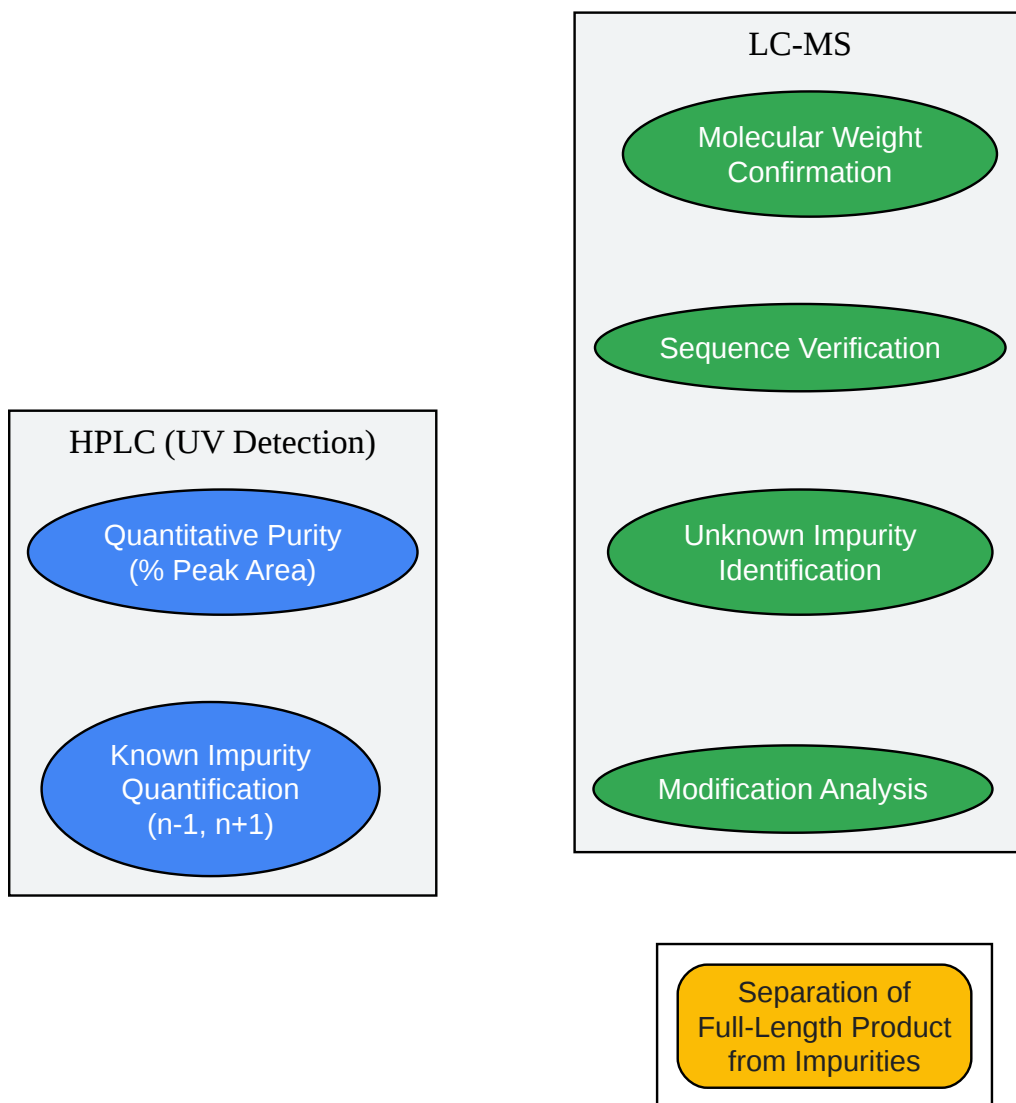 LC-MS
Molecular Weight
Confirmation
Sequence Verification
Unknown Impurity
Identification
Modification Analysis
HPLC (UV Detection)
Quantitative Purity
(% Peak Area)
Known Impurity
Quantification
(n-1, n+1)
Separation of
Full-Length Product
from Impurities